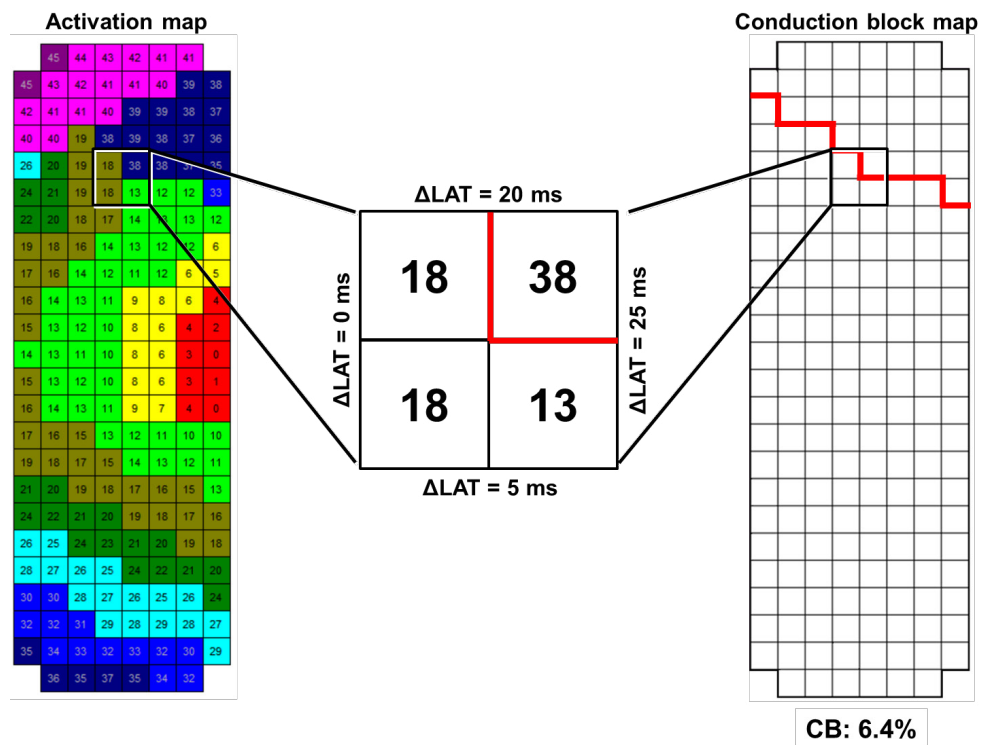 Activation map
Conduction block map
45 44 43 42 41 41
45 43 42 41 41 40 39 38
42 41 41 40 39 39 38 37
40 40 19 38 39 38 37 36
26 20 19 18 38 38 37 35
24 21 19 18 13 12 12 33
22 20 18 17 14 13 13 12
19 18 16 14 13 12 12 6
17 16 14 12 11 12 6 5
16 14 13 11 9 8 6 4
15 13 12 10 8 6 4 2
14 13 11 10 8 6 3 0
15 13 12 10 8 6 3 1
16 14 13 11 9 7 4 0
17 16 15 13 12 11 10 10
19 18 17 15 14 13 12 11
21 20 19 18 17 16 15 13
24 22 21 20 19 18 17 16
26 25 24 23 21 20 19 18
28 27 26 25 24 22 21 20
30 30 28 27 26 25 26 24
32 32 31 29 28 29 28 27
35 34 33 32 33 32 30 29
36 35 37 35 34 32
ΔLAT = 20 ms
ΔLAT = 0 ms
18 38
18 13
ΔLAT = 25 ms
ΔLAT = 5 ms
CB: 6.4%